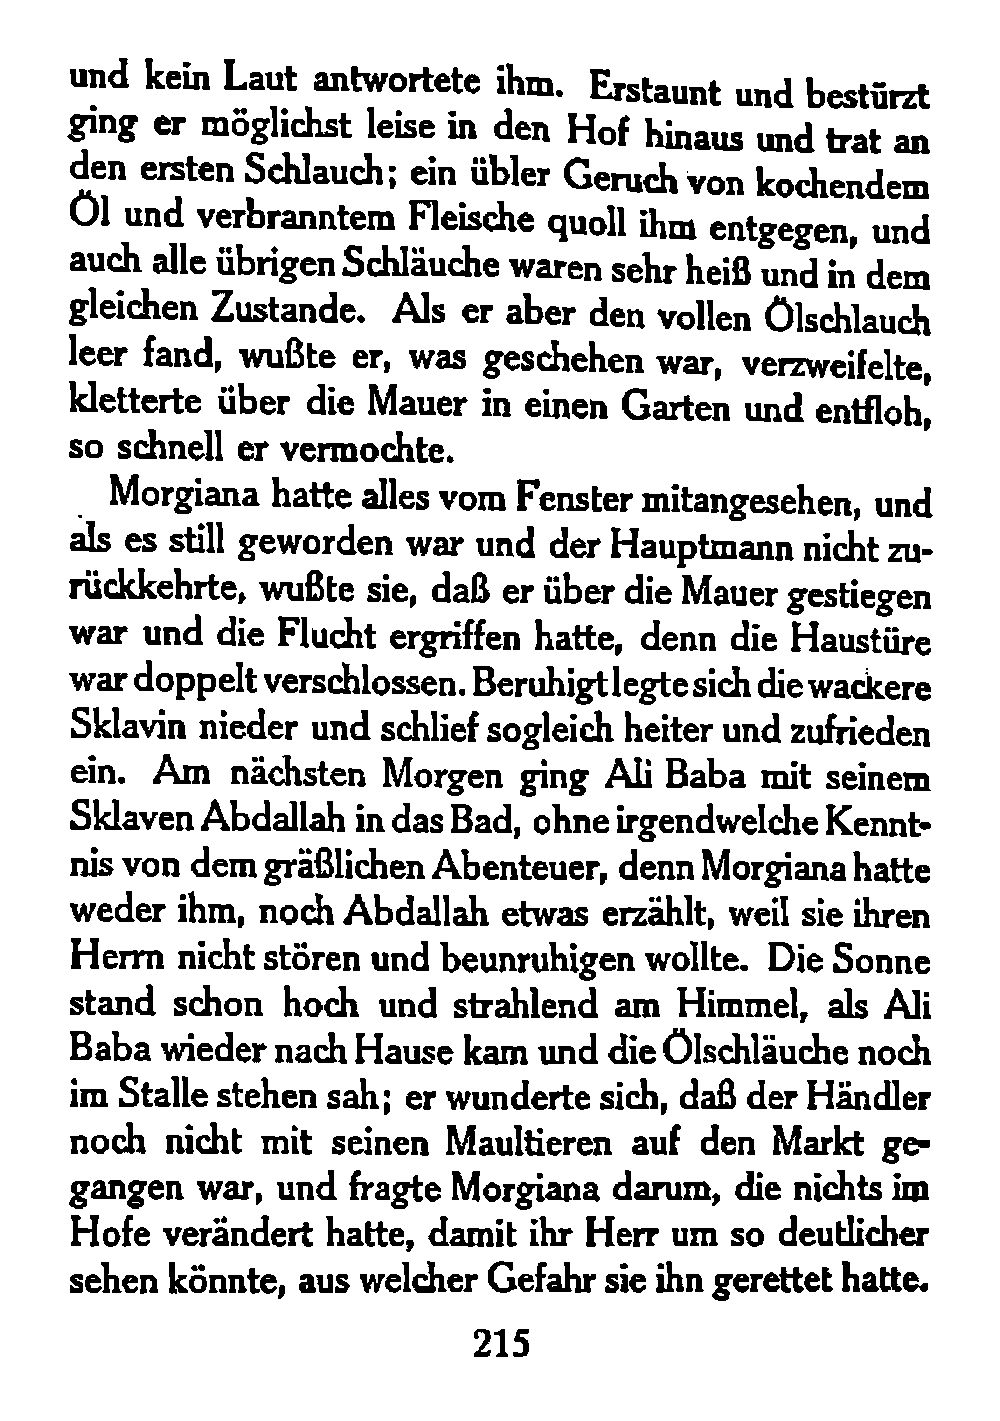 und kein Laut antwortete ihm. Erstaunt und bestürzt
ging er möglichst leise in den Hof hinaus und trat an
den ersten Schlauch; ein übler Geruch von kochendem
Öl und verbranntem Fleische quoll ihm entgegen, und
auch alle übrigen Schläuche waren sehr heiß und in dem
gleichen Zustande. Als er aber den vollen Ölschlauch
leer fand, wußte er, was geschehen war, verzweifelte,
kletterte über die Mauer in einen Garten und entfloh,
so schnell er vermochte.
Morgiana hatte alles vom Fenster mitangesehen, und
als es still geworden war und der Hauptmann nicht zu-
rückkehrte, wußte sie, daß er über die Mauer gestiegen
war und die Flucht ergriffen hatte, denn die Haustüre
war doppelt verschlossen. Beruhigt legte sich die wackere
Sklavin nieder und schlief sogleich heiter und zufrieden
ein. Am nächsten Morgen ging Ali Baba mit seinem
Sklaven Abdallah in das Bad, ohne irgendwelche Kennt-
nis von dem gräßlichen Abenteuer, denn Morgiana hatte
weder ihm, noch Abdallah etwas erzählt, weil sie ihren
Herrn nicht stören und beunruhigen wollte. Die Sonne
stand schon hoch und strahlend am Himmel, als Ali
Baba wieder nach Hause kam und die Ölschläuche noch
im Stalle stehen sah; er wunderte sich, daß der Händler
noch nicht mit seinen Maultieren auf den Markt ge-
gangen war, und fragte Morgiana darum, die nichts im
Hofe verändert hatte, damit ihr Herr um so deutlicher
sehen könnte, aus welcher Gefahr sie ihn gerettet hatte.
215